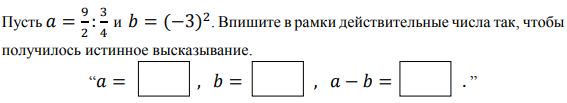 Пусть a = 9/2 : 3/4 и b = (−3)². Впишите в рамки действительные числа так, чтобы
получилось истинное высказывание.
“a = , b = , a − b = .”